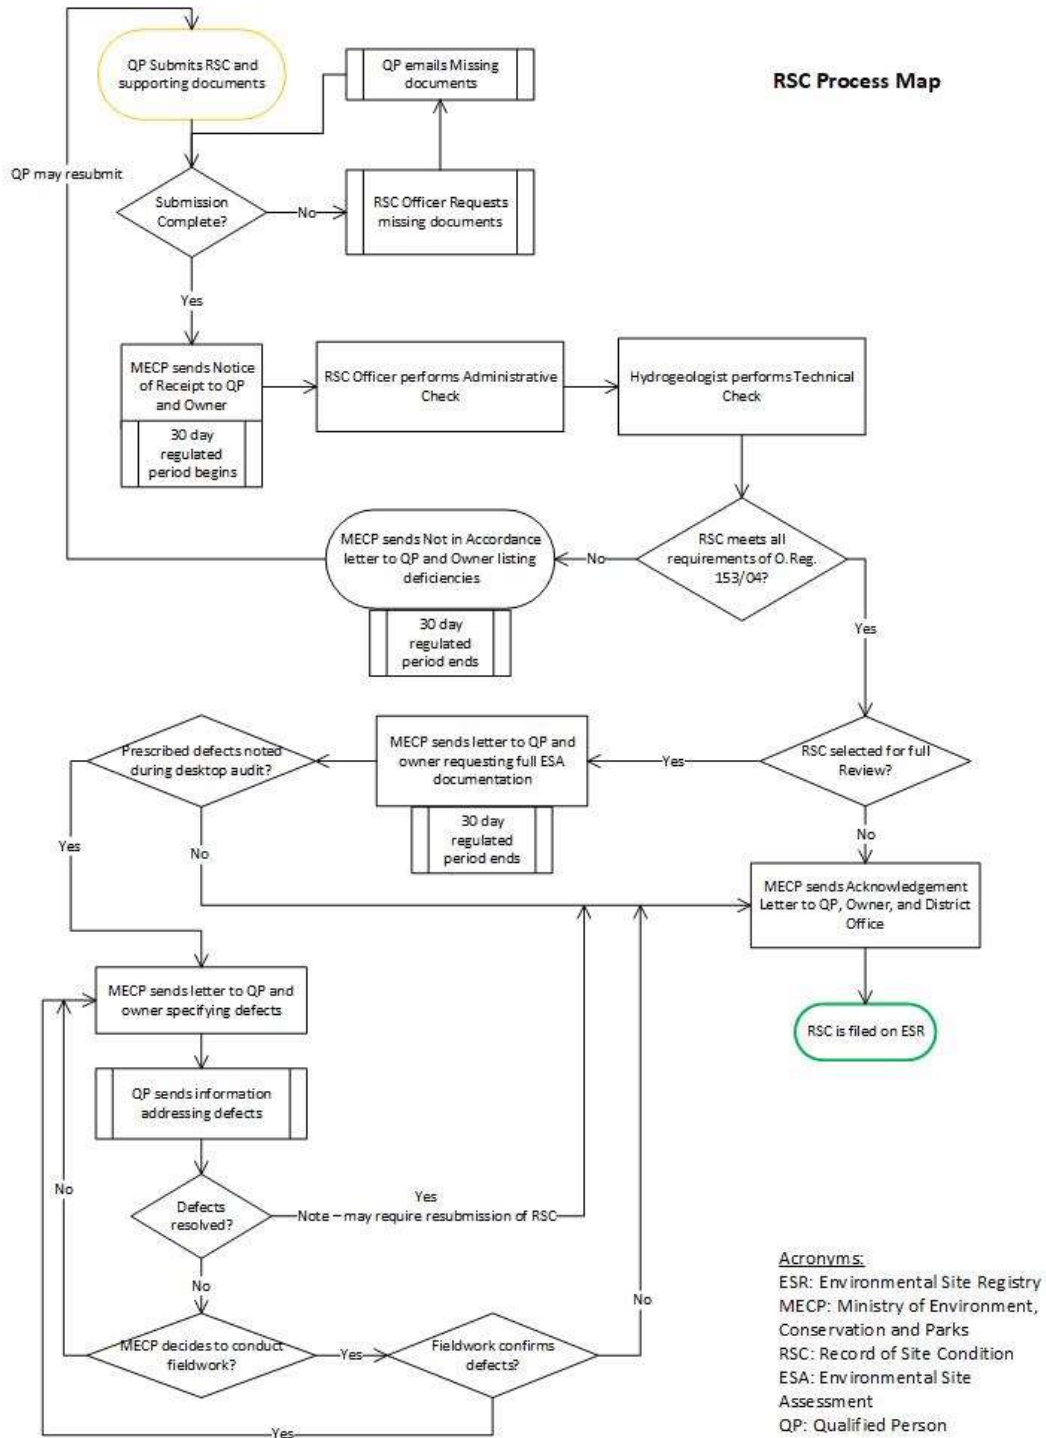 RSC Process Map
QP Submits RSC and
supporting documents
QP emails Missing
documents
QP may resubmit
Submission
Complete?
No
RSC Officer Requests
missing documents
Yes
MECP sends Notice
of Receipt to QP
and Owner
30 day
regulated
period begins
RSC Officer performs Administrative
Check
Hydrogeologist performs Technical
Check
RSC meets all
requirements of O. Reg.
153/04?
No
MECP sends Not in Accordance
letter to QP and Owner listing
deficiencies
30 day
regulated
period ends
Yes
RSC selected for full
Review?
Yes
MECP sends letter to QP and
owner requesting full ESA
documentation
30 day
regulated
period ends
Prescribed defects noted
during desktop audit?
Yes
No
No
MECP sends Acknowledgement
Letter to QP, Owner, and District
Office
RSC is filed on ESR
MECP sends letter to QP and
owner specifying defects
QP sends information
addressing defects
Defects
resolved?
Yes
Note – may require resubmission of RSC
No
No
MECP decides to conduct
fieldwork?
Yes
Fieldwork confirms
defects?
No
Yes
Acronyms:
ESR: Environmental Site Registry
MECP: Ministry of Environment,
Conservation and Parks
RSC: Record of Site Condition
ESA: Environmental Site
Assessment
QP: Qualified Person